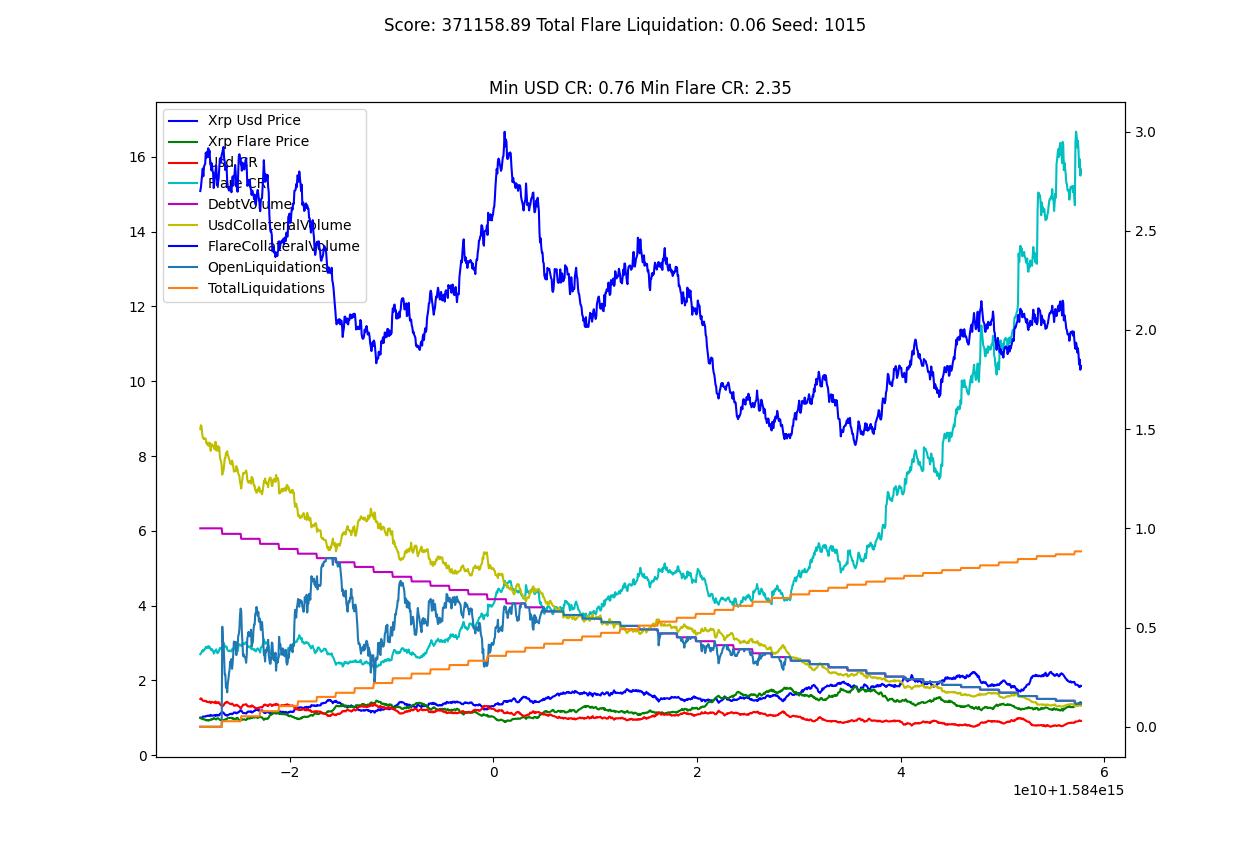 Score: 371158.89 Total Flare Liquidation: 0.06 Seed: 1015
Min USD CR: 0.76 Min Flare CR: 2.35
Xrp Usd Price
Xrp Flare Price
Usd CR
Flare CR
DebtVolume
UsdCollateralVolume
FlareCollateralVolume
OpenLiquidations
TotalLiquidations
16
14
12
10
8
6
4
2
0
3.0
2.5
2.0
1.5
1.0
0.5
0.0
−2
0
2
4
6
1e10+1.584e15